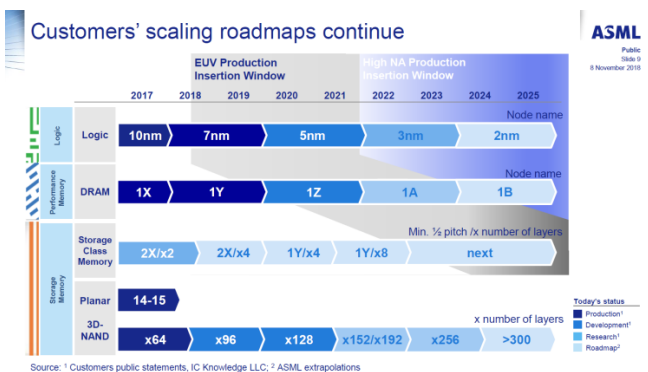 Customers' scaling roadmaps continue
ASML
Public
Slide 9
8 November 2018
EUV Production
Insertion Window
High NA Production
Insertion Window
2017 2018 2019 2020 2021 2022 2023 2024 2025
Node name
Logic
Logic
10nm 7nm 5nm 3nm 2nm
Node name
Performance
Memory
DRAM
1X 1Y 1Z 1A 1B
Min. ½ pitch /x number of layers
Storage
Class
Memory
2X/x2 2X/x4 1Y/x4 1Y/x8 next
Storage
Memory
Planar
14-15
x number of layers
3D-
NAND
x64 x96 x128 x152/x192 x256 >300
Today's status
Production¹
Development¹
Research¹
Roadmap²
Source: ¹ Customers public statements, IC Knowledge LLC; ² ASML extrapolations